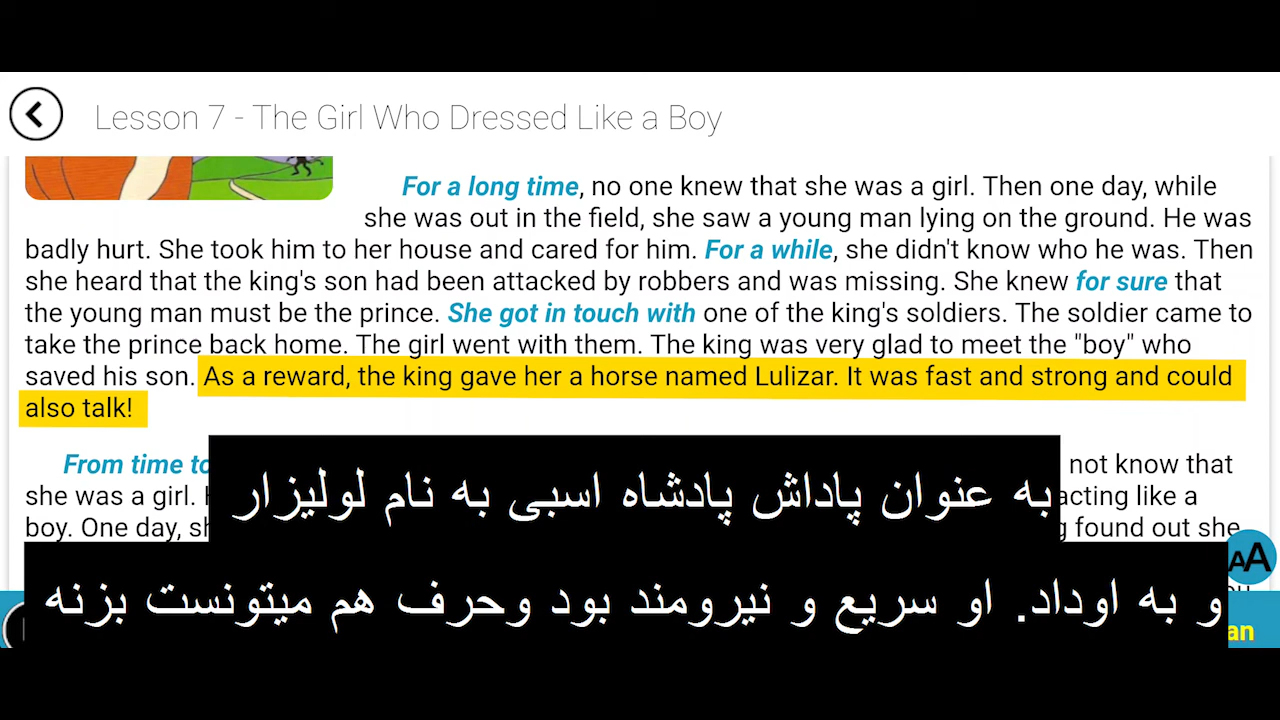 Lesson 7 - The Girl Who Dressed Like a Boy
For a long time, no one knew that she was a girl. Then one day, while
she was out in the field, she saw a young man lying on the ground. He was
badly hurt. She took him to her house and cared for him. For a while, she didn't know who he was. Then
she heard that the king's son had been attacked by robbers and was missing. She knew for sure that
the young man must be the prince. She got in touch with one of the king's soldiers. The soldier came to
take the prince back home. The girl went with them. The king was very glad to meet the "boy" who
saved his son. As a reward, the king gave her a horse named Lulizar. It was fast and strong and could
also talk!
From time to not know that
she was a girl. acting like a
boy. One day, found out she
به عنوان پاداش پادشاه اسبی به نام لولیزار
و به اوداد. او سریع و نیرومند بود وحرف هم میتونست بزنه
AA
an